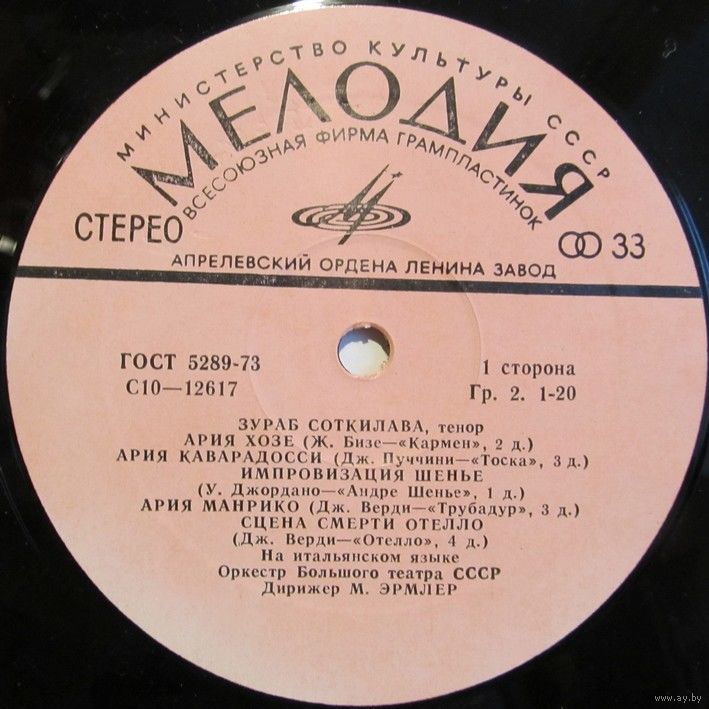 МИНИСТЕРСТВО КУЛЬТУРЫ СССР
МЕЛОДИЯ
ВСЕСОЮЗНАЯ ФИРМА ГРАМПЛАСТИНОК
СТЕРЕО
33
АПРЕЛЕВСКИЙ ОРДЕНА ЛЕНИНА ЗАВОД
ГОСТ 5289-73
1 сторона
С10—12617
Гр. 2. 1-20
ЗУРАБ СОТКИЛАВА, тенор
АРИЯ ХОЗЕ (Ж. Бизе—«Кармен», 2 д.)
АРИЯ КАВАРАДОССИ (Дж. Пуччини—«Тоска», 3 д.)
ИМПРОВИЗАЦИЯ ШЕНЬЕ
(У. Джордано—«Андре Шенье», 1 д.)
АРИЯ МАНРИКО (Дж. Верди—«Трубадур», 3 д.)
СЦЕНА СМЕРТИ ОТЕЛЛО
(Дж. Верди—«Отелло», 4 д.)
На итальянском языке
Оркестр Большого театра СССР
Дирижер М. ЭРМЛЕР
www.ay.by